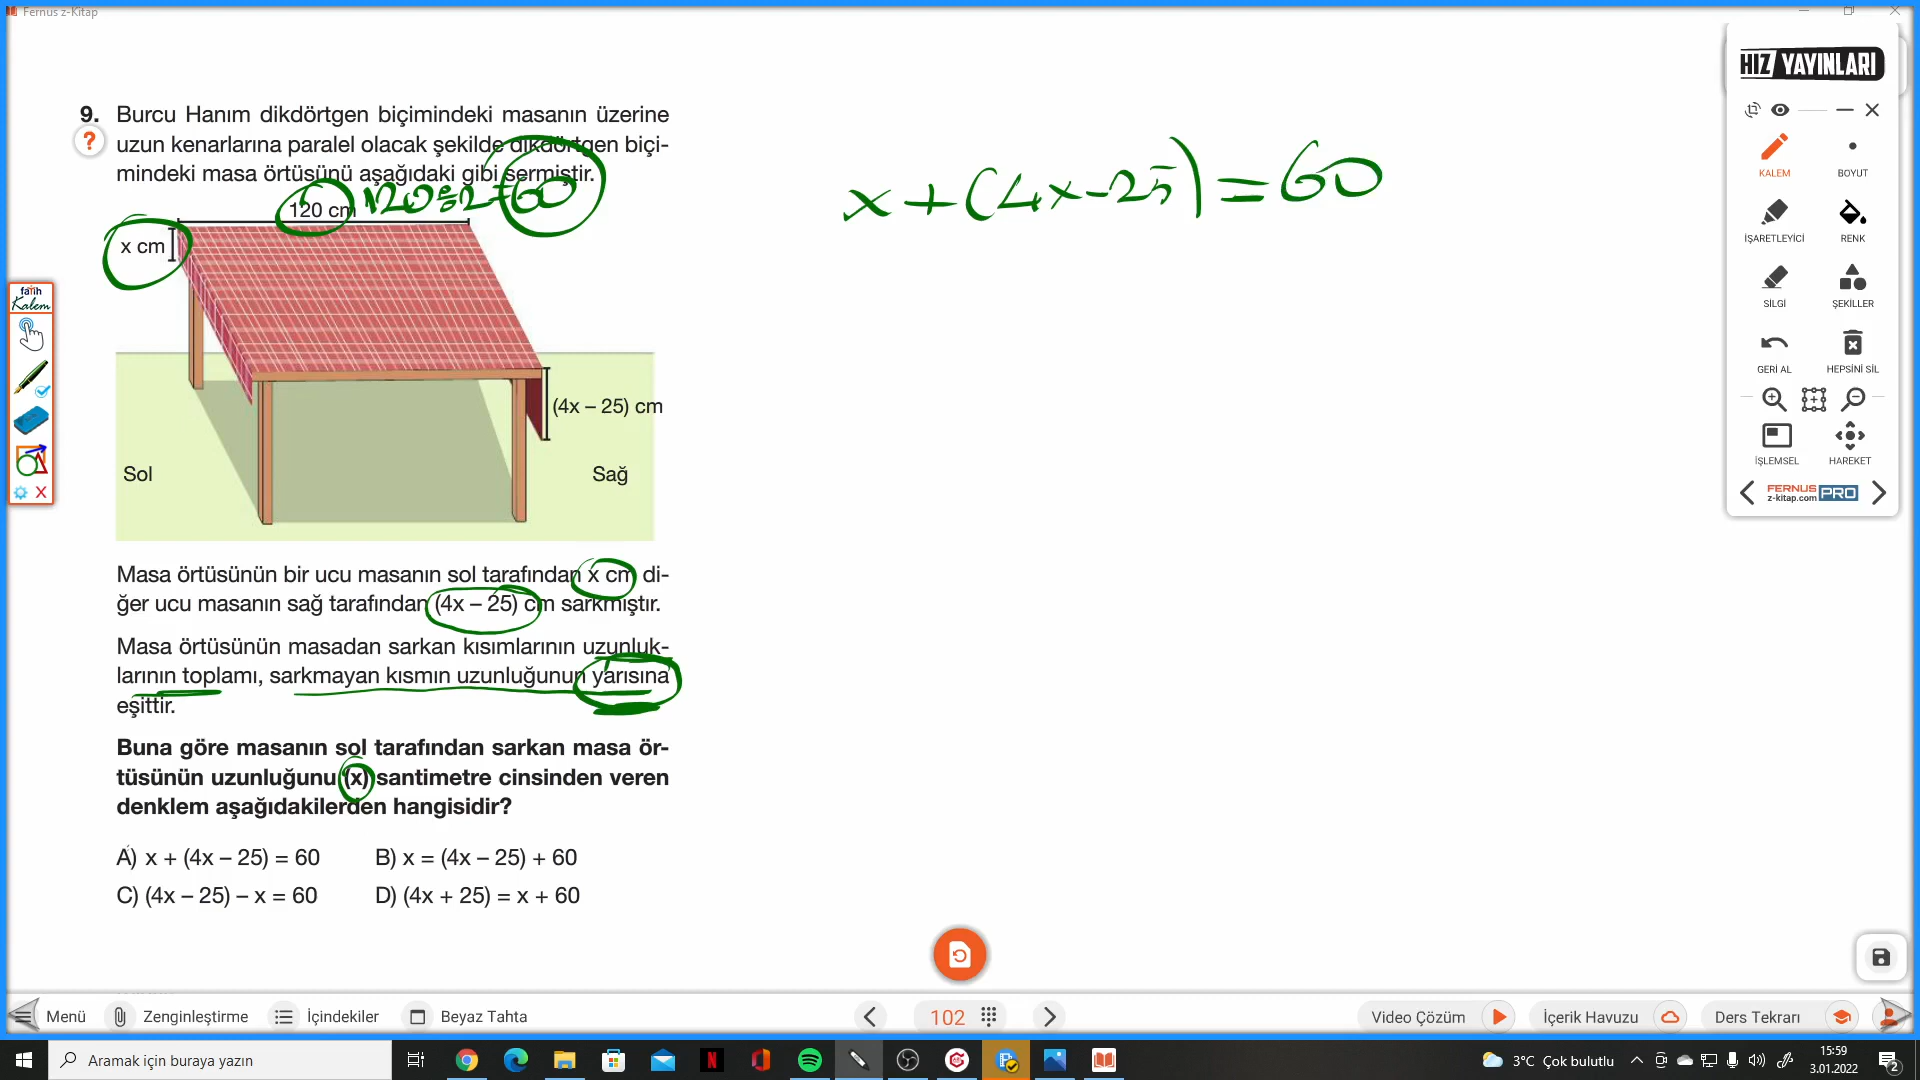 Fernus z-Kitap
HIZ YAYINLARI
9. Burcu Hanım dikdörtgen biçimindeki masanın üzerine
? uzun kenarlarına paralel olacak şekilde dikdörtgen biçi-
mindeki masa örtüsünü aşağıdaki gibi sermiştir.
120 cm 120÷2=60
x+(4x-25)=60
x cm
(4x – 25) cm
Sol Sağ
Masa örtüsünün bir ucu masanın sol tarafından x cm di-
ğer ucu masanın sağ tarafından (4x – 25) cm sarkmıştır.
Masa örtüsünün masadan sarkan kısımlarının uzunluk-
larının toplamı, sarkmayan kısmın uzunluğunun yarısına
eşittir.
Buna göre masanın sol tarafından sarkan masa ör-
tüsünün uzunluğunu (x) santimetre cinsinden veren
denklem aşağıdakilerden hangisidir?
A) x + (4x – 25) = 60 B) x = (4x – 25) + 60
C) (4x – 25) – x = 60 D) (4x + 25) = x + 60
fatih
Kalem
X
KALEM BOYUT
İŞARETLEYİCİ RENK
SİLGİ ŞEKİLLER
GERİ AL HEPSİNİ SİL
İŞLEMSEL HAREKET
FERNUS
z-kitap.com PRO
Menü Zenginleştirme İçindekiler Beyaz Tahta 102 Video Çözüm İçerik Havuzu Ders Tekrarı
Aramak için buraya yazın 3°C Çok bulutlu 15:59
3.01.2022 2